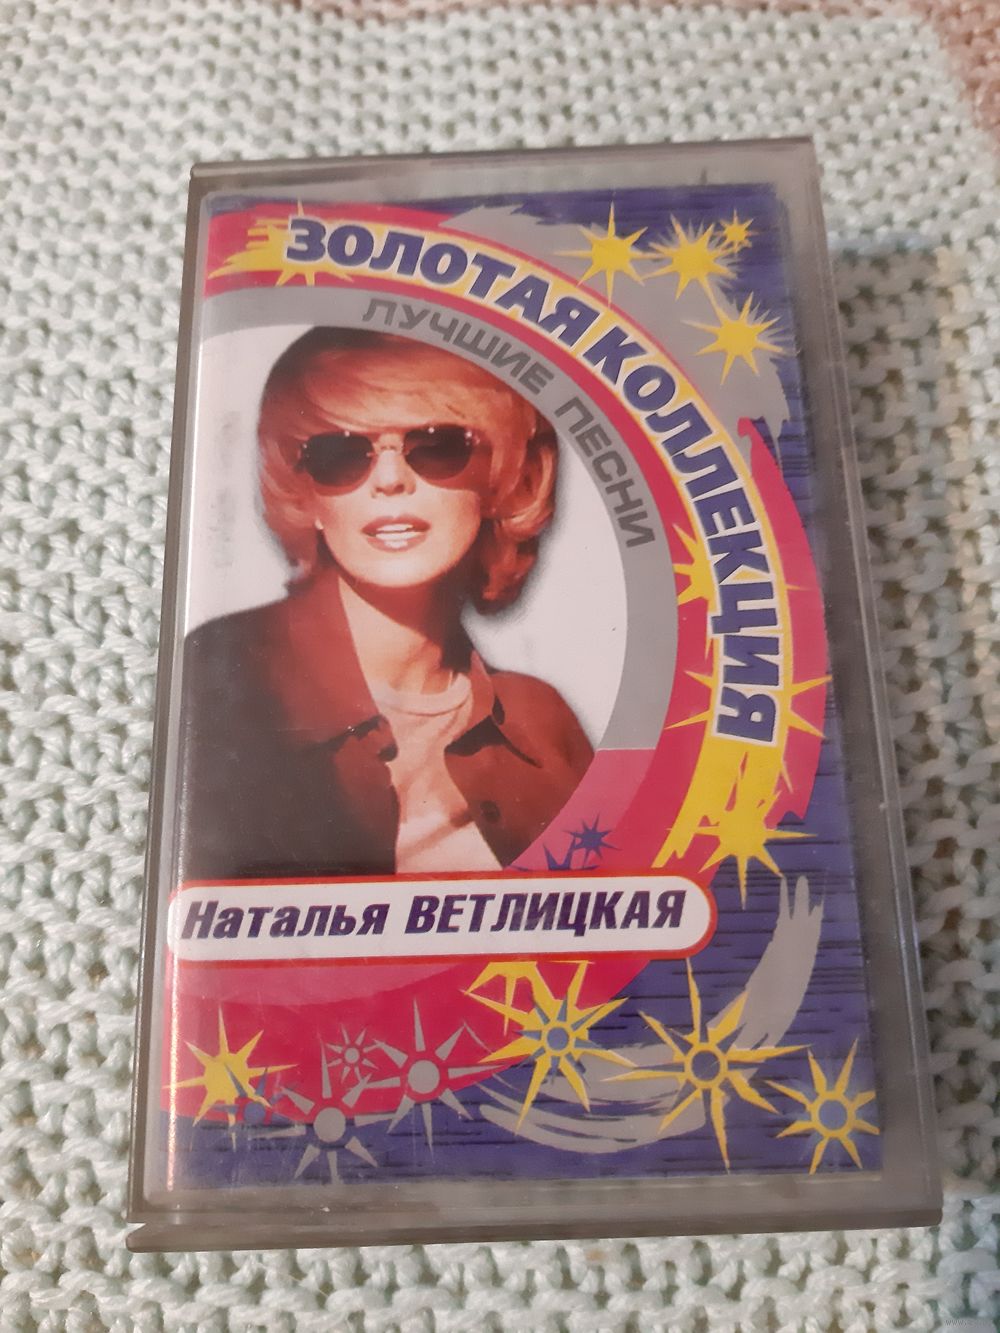 ЗОЛОТАЯ КОЛЛЕКЦИЯ
ЛУЧШИЕ ПЕСНИ
Наталья ВЕТЛИЦКАЯ